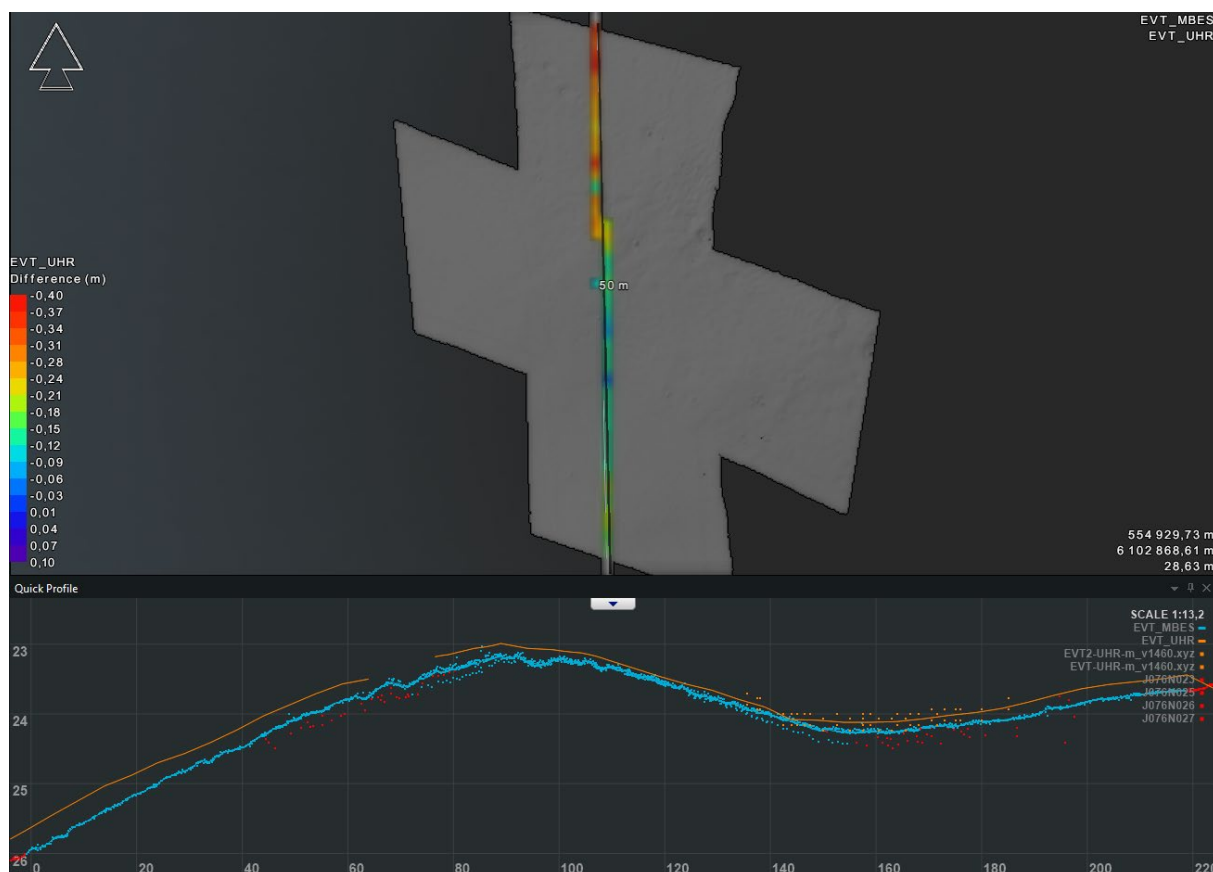 EVT_MBES
EVT_UHR
50 m
EVT_UHR
Difference (m)
-0,40
-0,37
-0,34
-0,31
-0,28
-0,24
-0,21
-0,18
-0,15
-0,12
-0,09
-0,06
-0,03
0,01
0,04
0,07
0,10
554 929,73 m
6 102 868,61 m
28,63 m
Quick Profile
SCALE 1:13,2
EVT_MBES
EVT_UHR
EVT2-UHR-m_v1460.xyz
EVT-UHR-m_v1460.xyz
J076N023
J076N025
J076N026
J076N027
23
24
25
26
0 20 40 60 80 100 120 140 160 180 200 220